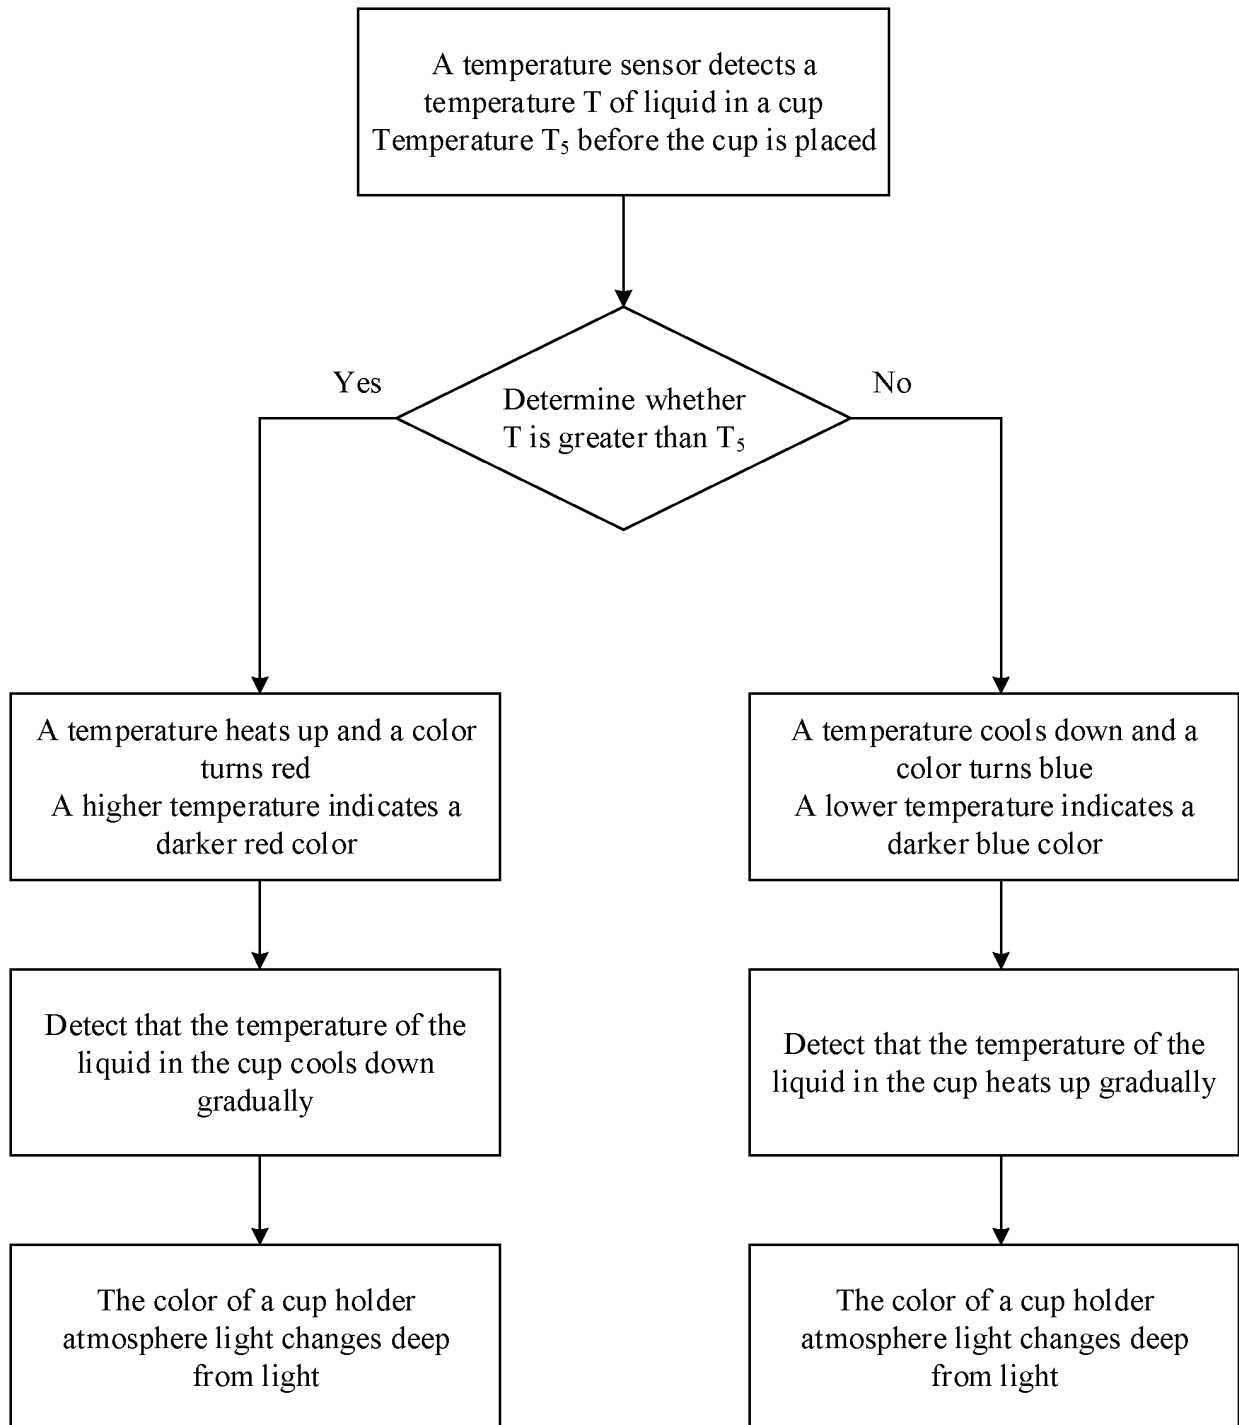 A temperature sensor detects a
temperature T of liquid in a cup
Temperature T₅ before the cup is placed
Yes
No
Determine whether
T is greater than T₅
A temperature heats up and a color
turns red
A higher temperature indicates a
darker red color
A temperature cools down and a
color turns blue
A lower temperature indicates a
darker blue color
Detect that the temperature of the
liquid in the cup cools down
gradually
Detect that the temperature of the
liquid in the cup heats up gradually
The color of a cup holder
atmosphere light changes deep
from light
The color of a cup holder
atmosphere light changes deep
from light